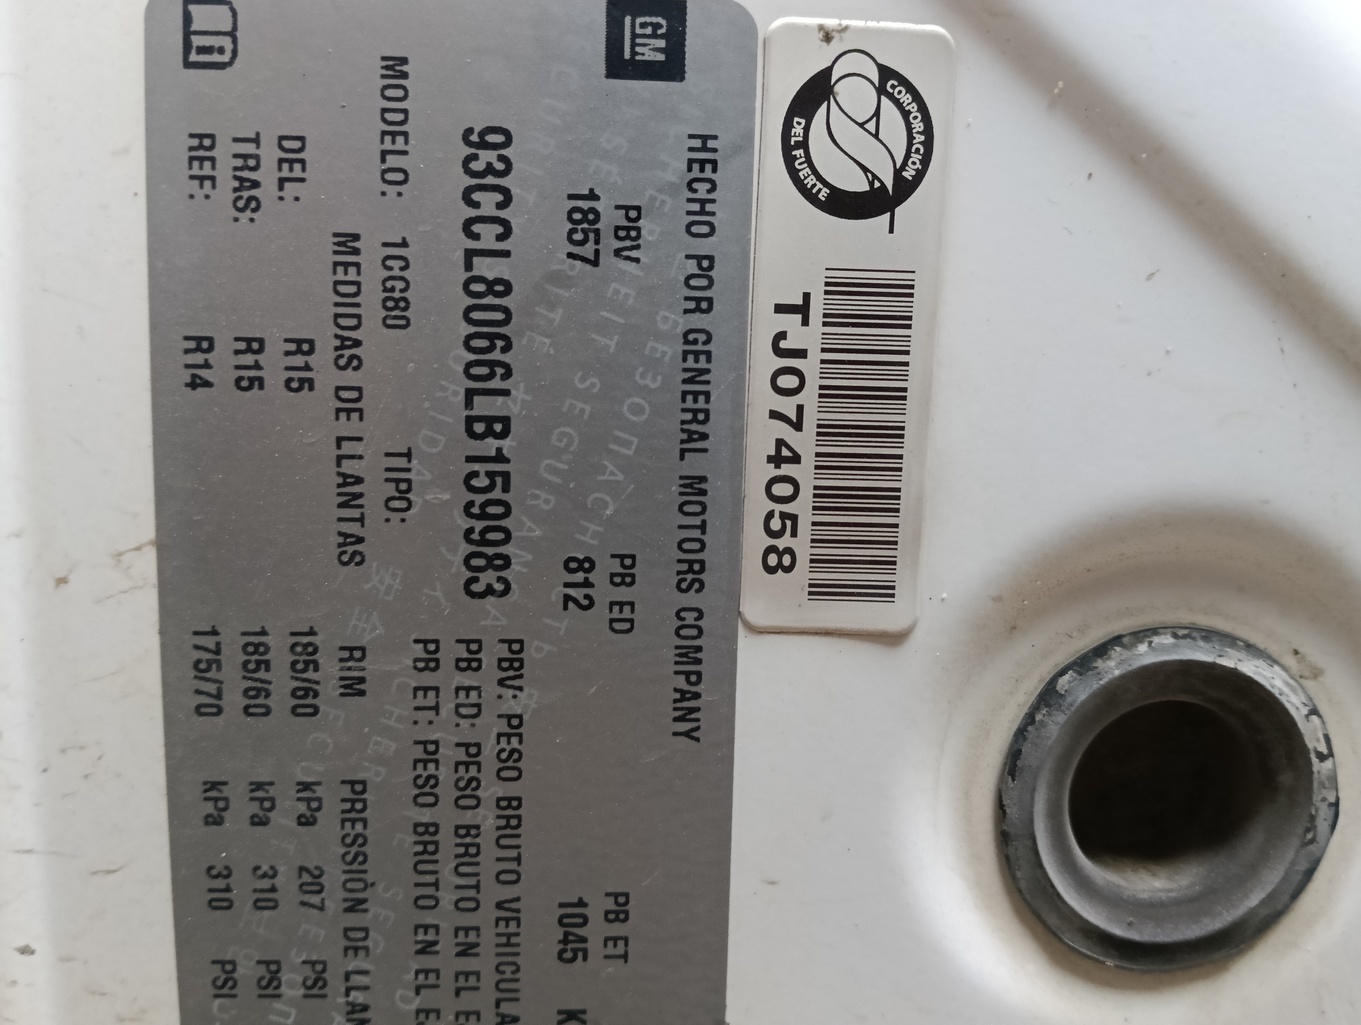 CORPORACIÓN
DEL FUERTE
TJ074058
GM
HECHO POR GENERAL MOTORS COMPANY
PBV PB ED PB ET
1857 812 1045 K
93CCL8066LB159983
PBV: PESO BRUTO VEHICULA
PB ED: PESO BRUTO EN EL E
PB ET: PESO BRUTO EN EL E
MODELO: 1CG80 TIPO:
MEDIDAS DE LLANTAS RIM PRESSIÒN DE LLAN
DEL: R15 185/60 kPa 207 PSI
TRAS: R15 185/60 kPa 310 PSI
REF: R14 175/70 kPa 310 PSI